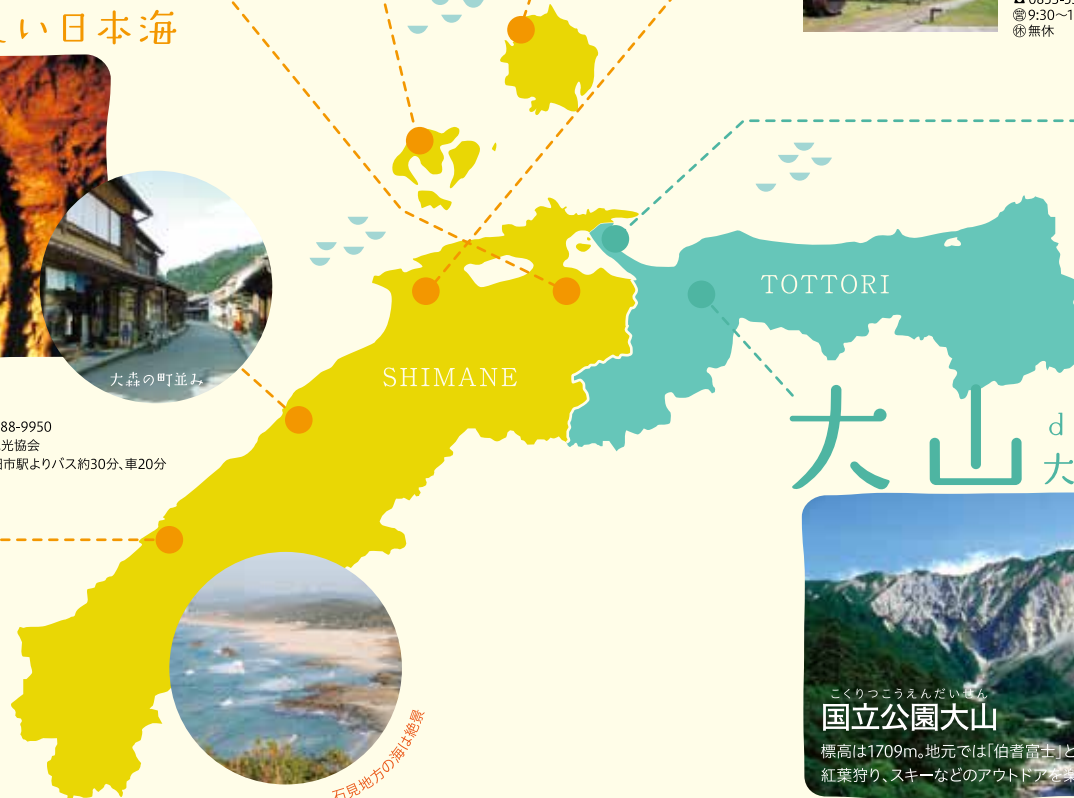 い日本海
9:30〜1
無休
大森の町並み
88-9950
光協会
田市駅よりバス約30分、車20分
SHIMANE
TOTTORI
大山
d
大
石見地方の海は絶景
こくりつこうえんだいせん
国立公園大山
標高は1709m。地元では「伯耆富士」と
紅葉狩り、スキーなどのアウトドアを楽